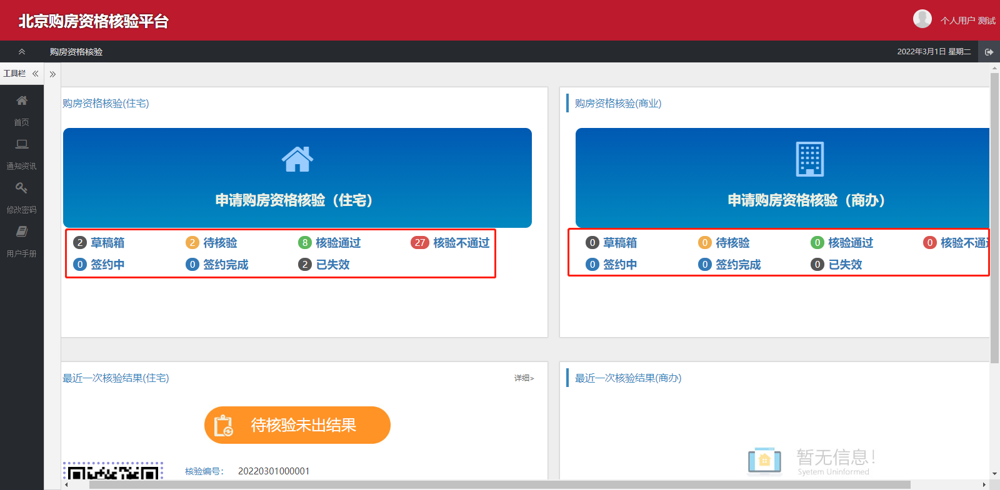 北京购房资格核验平台
个人用户 测试
购房资格核验
2022年3月1日 星期二
工具栏
首页
通知资讯
修改密码
用户手册
购房资格核验(住宅)
申请购房资格核验（住宅）
2 草稿箱 2 待核验 8 核验通过 27 核验不通过
0 签约中 0 签约完成 2 已失效
购房资格核验(商业)
申请购房资格核验（商办）
0 草稿箱 0 待核验 0 核验通过 0 核验不通
0 签约中 0 签约完成 0 已失效
最近一次核验结果(住宅) 详细>
待核验未出结果
核验编号: 20220301000001
最近一次核验结果(商办)
暂无信息!
Syetem Uninformed